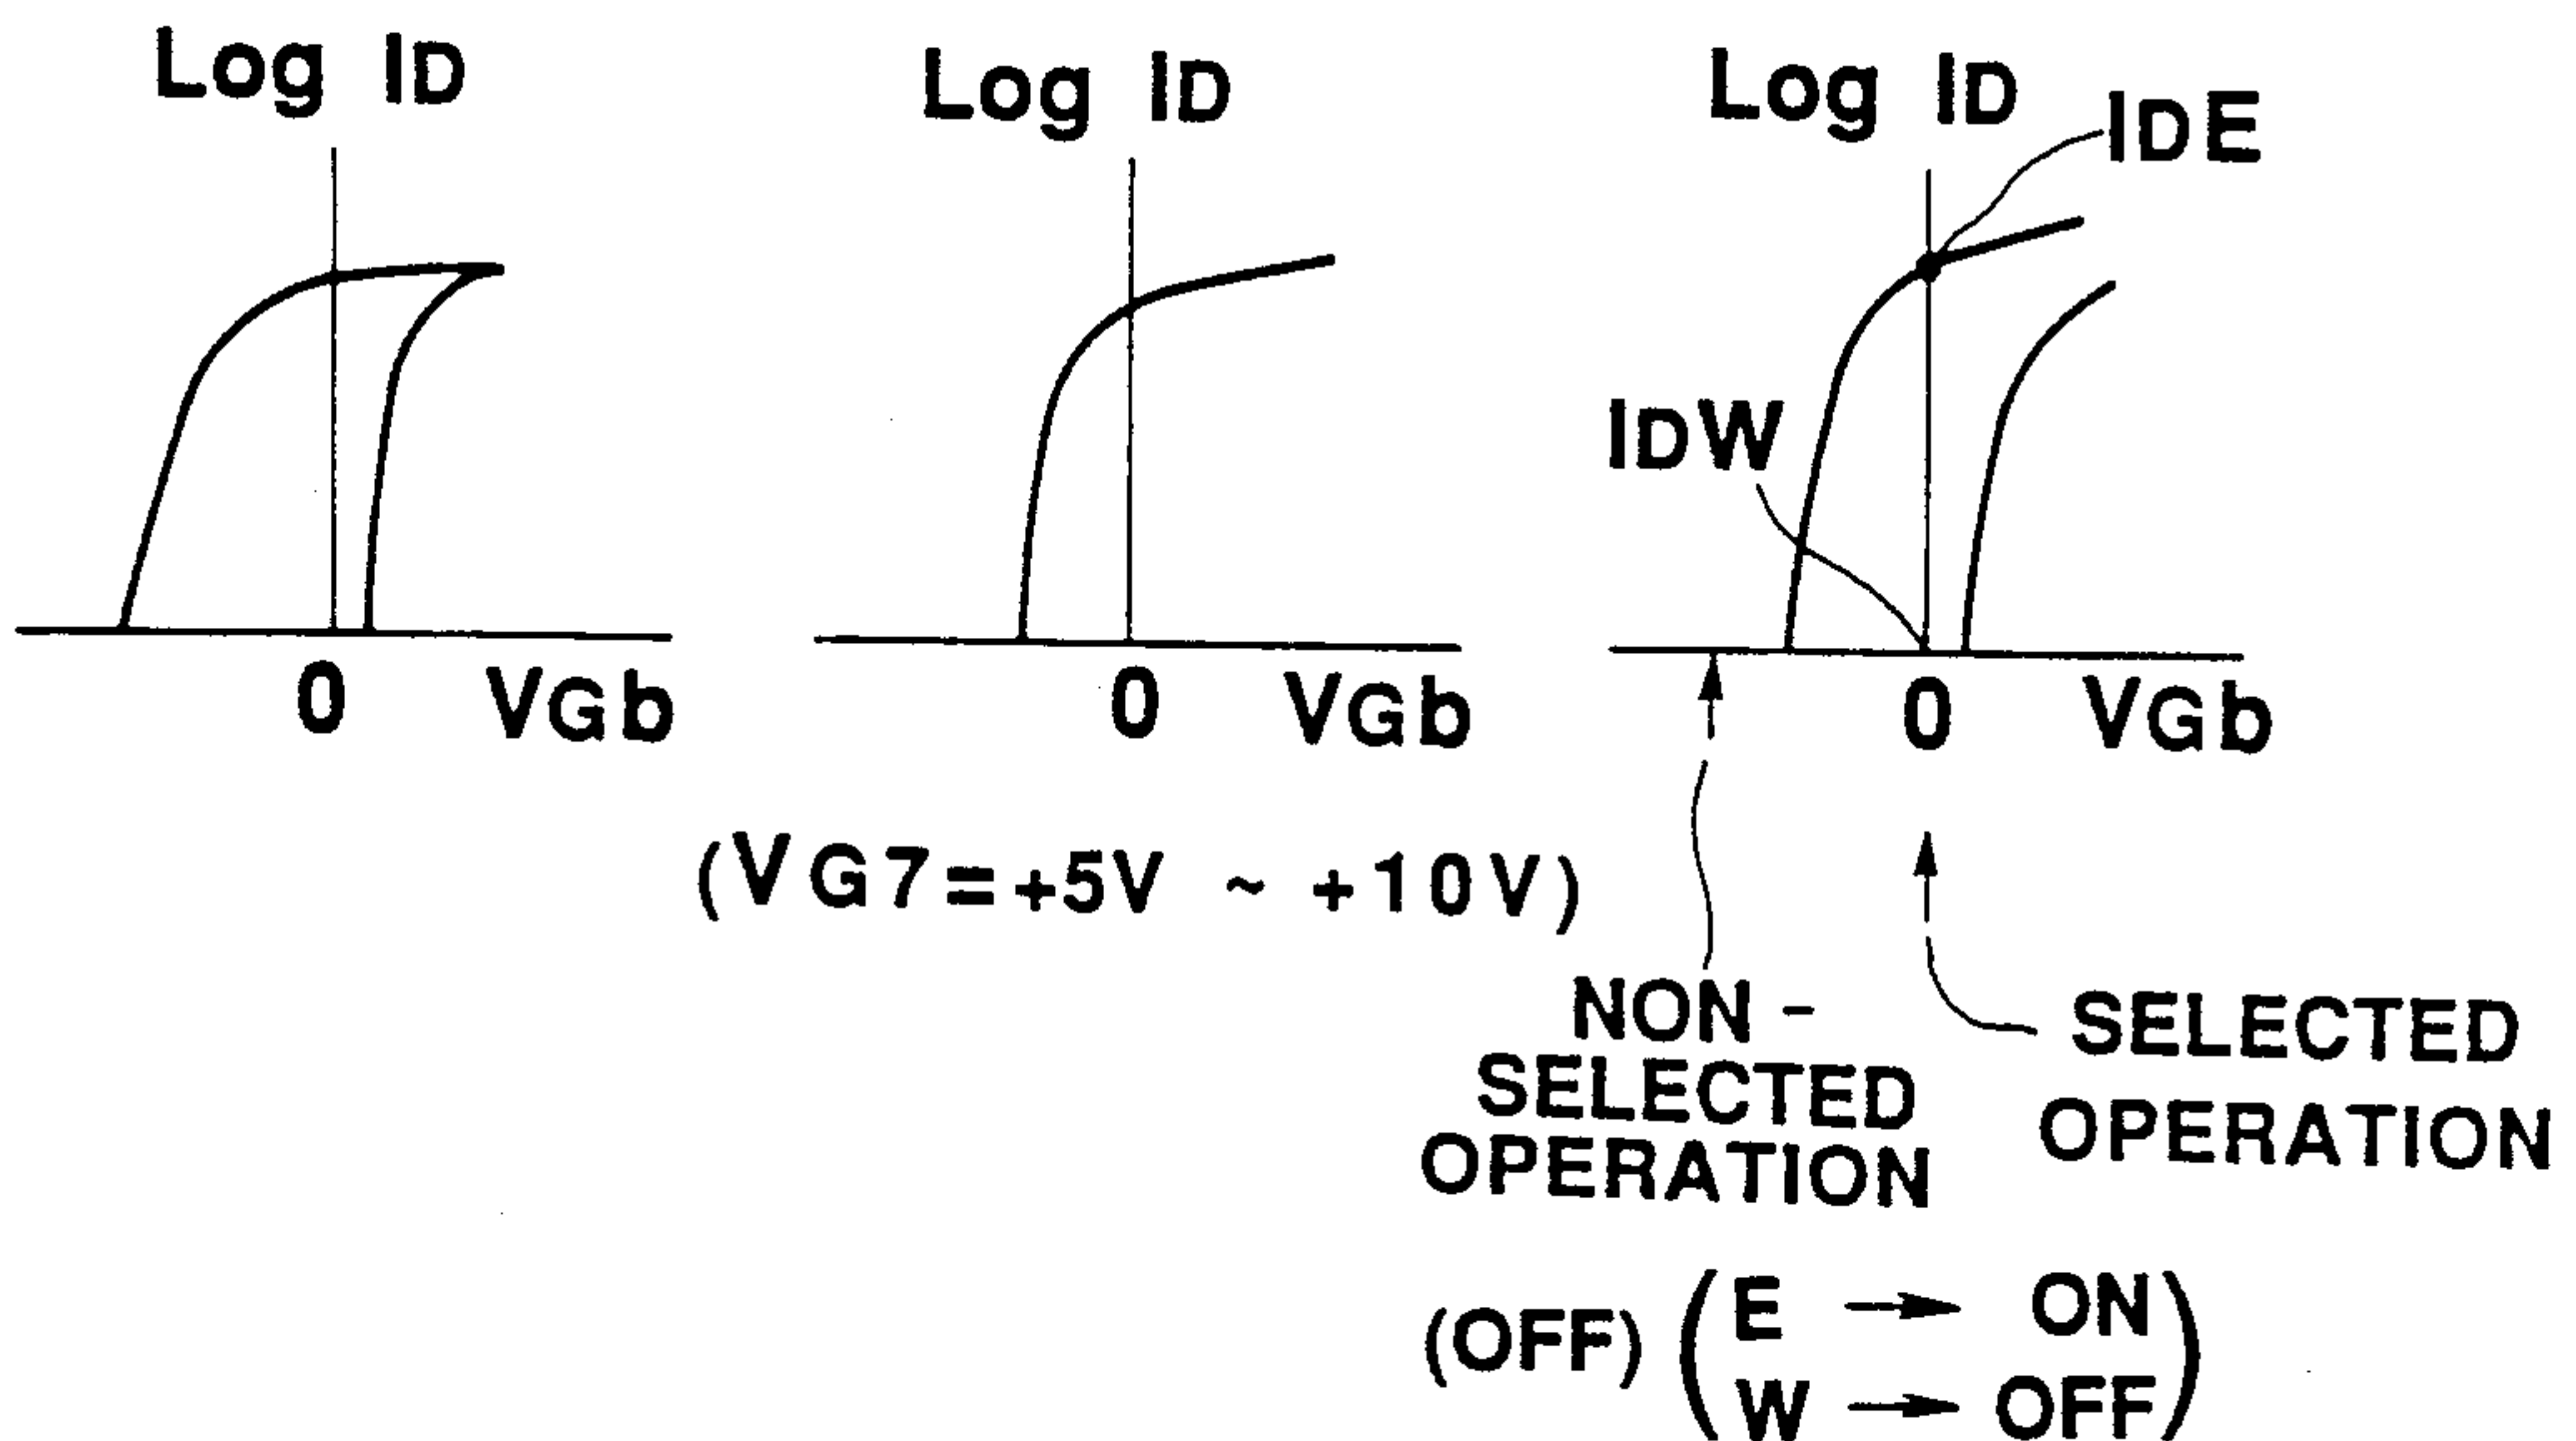 Log ID
Log ID
Log ID
IDE
IDW
0 VGb
0 VGb
0 VGb
(VG7=+5V ~ +10V)
NON-
SELECTED
OPERATION
SELECTED
OPERATION
(OFF)
(E → ON
W → OFF)